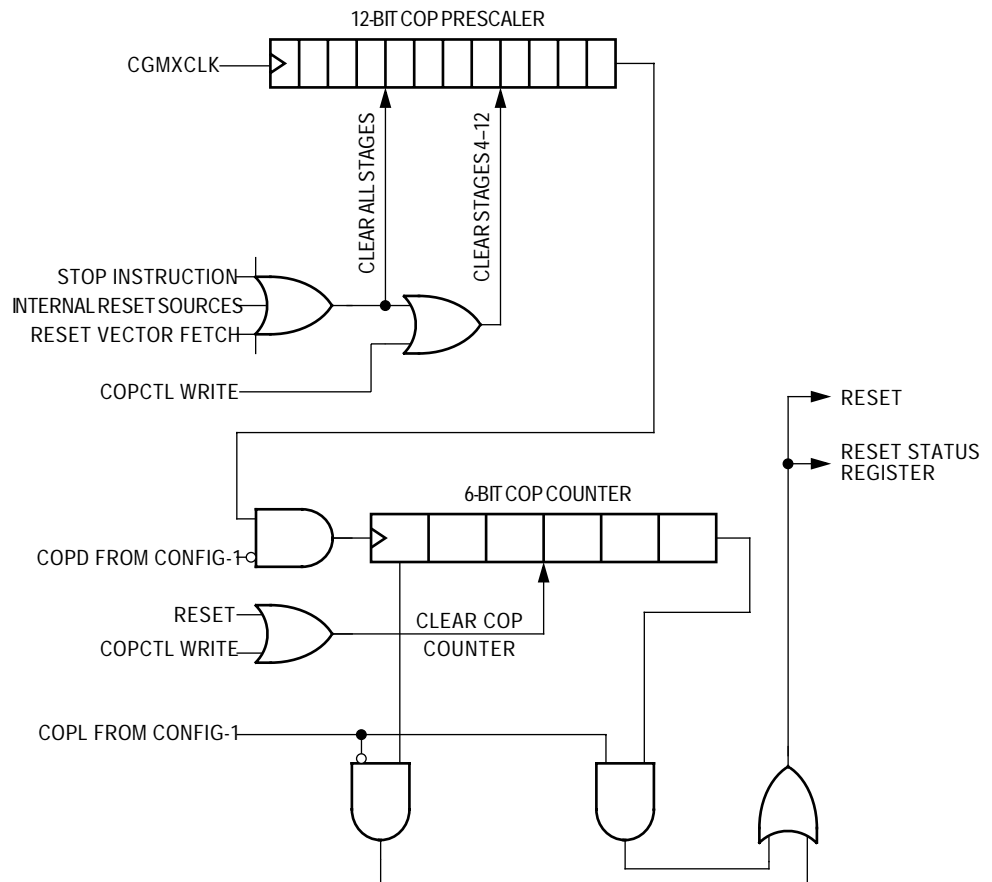 12-BIT COP PRESCALER
CGMXCLK
CLEAR ALL STAGES
CLEAR STAGES 4–12
STOP INSTRUCTION
INTERNAL RESET SOURCES
RESET VECTOR FETCH
COPCTL WRITE
RESET
RESET STATUS
REGISTER
6-BIT COP COUNTER
COPD FROM CONFIG-1
RESET
CLEAR COP
COUNTER
COPCTL WRITE
COPL FROM CONFIG-1